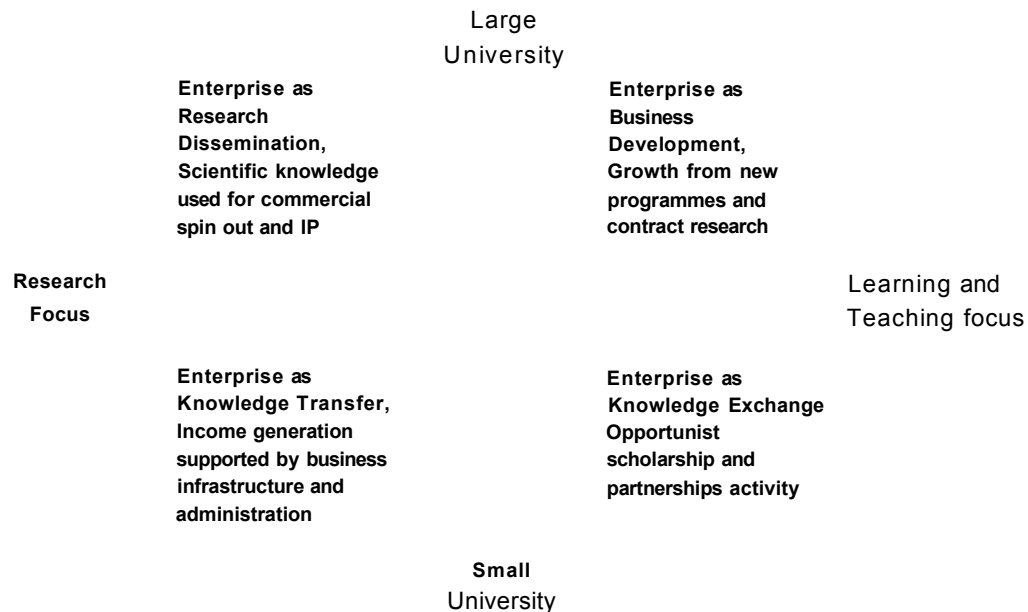 Large
University
Enterprise as
Research
Dissemination,
Scientific knowledge
used for commercial
spin out and IP
Enterprise as
Business
Development,
Growth from new
programmes and
contract research
Research
Focus
Learning and
Teaching focus
Enterprise as
Knowledge Transfer,
Income generation
supported by business
infrastructure and
administration
Enterprise as
Knowledge Exchange
Opportunist
scholarship and
partnerships activity
Small
University